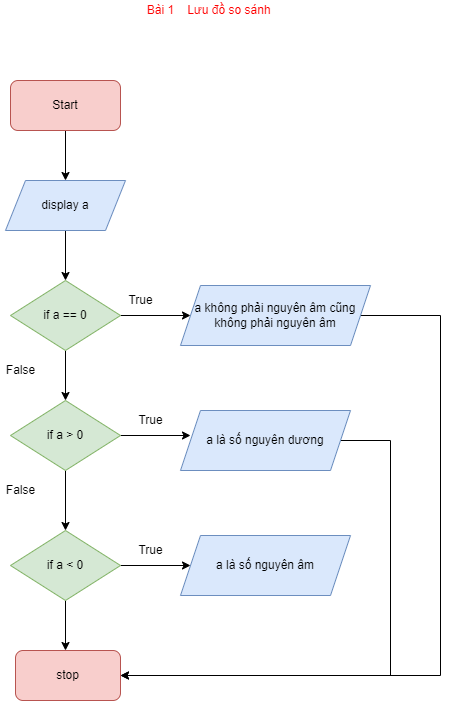 Bài 1 Lưu đồ so sánh
Start
display a
if a == 0
True
a không phải nguyên âm cũng
không phải nguyên âm
False
if a > 0
True
a là số nguyên dương
False
if a < 0
True
a là số nguyên âm
stop